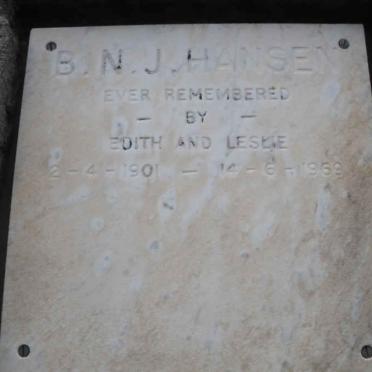 B. N. J. HANSEN
EVER REMEMBERED
— BY —
EDITH AND LESLIE
2-4-1901 — 14-6-1969